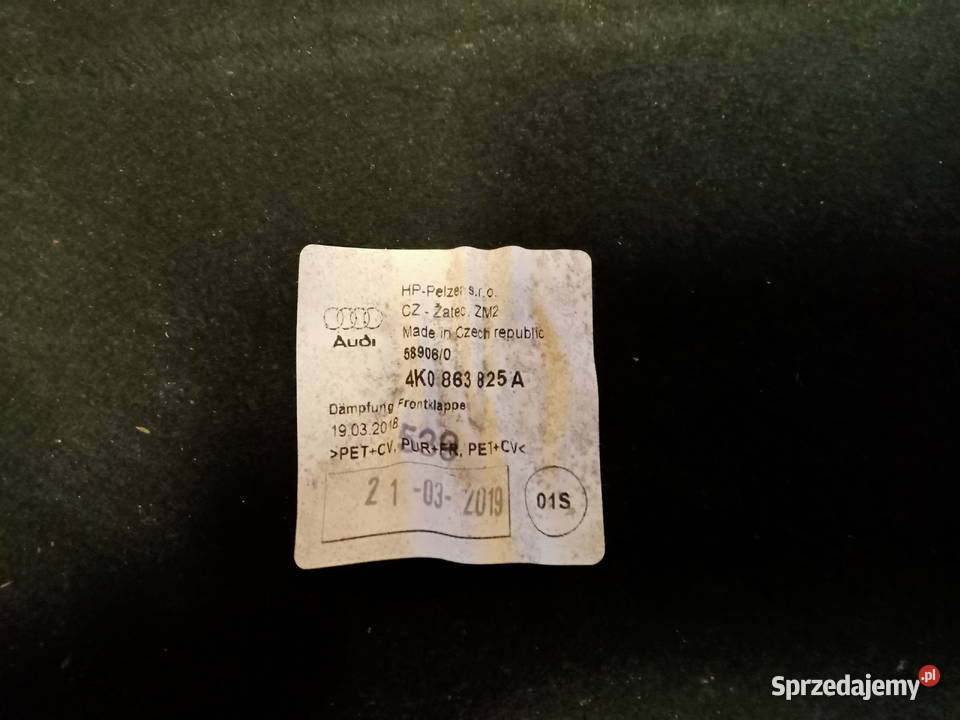 HP-Pelzer s.r.o.
CZ - Žatec, ZM2
Made in Czech republic
Audi
58906/0
4K0 863 825 A
Dämpfung Frontklappe
19.03.2018
539
>PET+CV, PUR+FR, PET+CV<
21 -03- 2019
01S
Sprzedajemy.pl